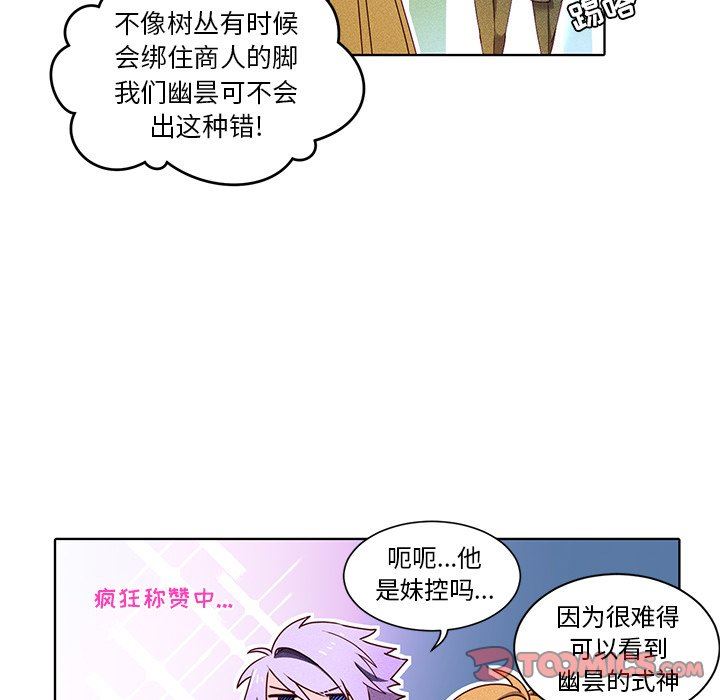 踢嗒
不像树丛有时候
会绑住商人的脚
我们幽昙可不会
出这种错!
呃呃...他
是妹控吗...
疯狂称赞中...
因为很难得
可以看到
幽昙的式神
TOOMICS.COM